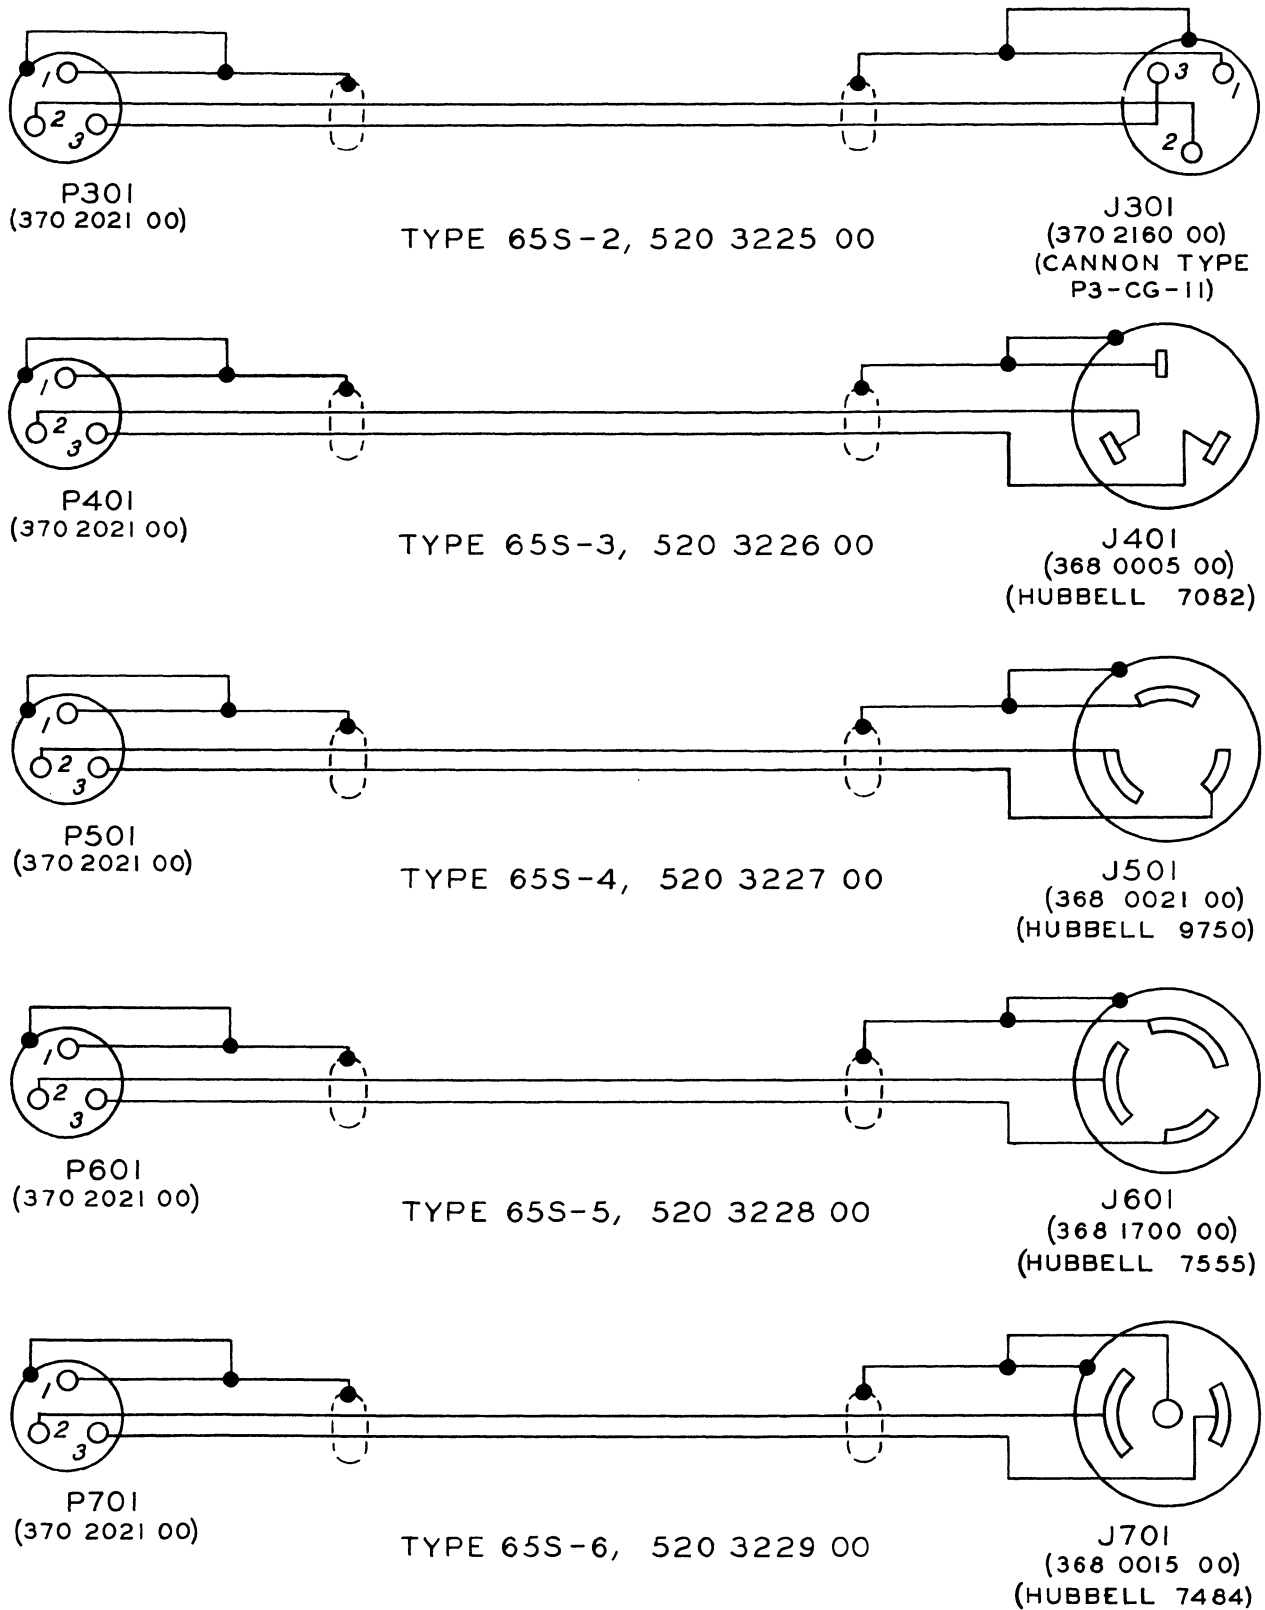 1
2
3
3
1
2
P301
(370 2021 00)
TYPE 65S-2, 520 3225 00
J301
(370 2160 00)
(CANNON TYPE
P3-CG-11)
1
2
3
P401
(370 2021 00)
TYPE 65S-3, 520 3226 00
J401
(368 0005 00)
(HUBBELL 7082)
1
2
3
P501
(370 2021 00)
TYPE 65S-4, 520 3227 00
J501
(368 0021 00)
(HUBBELL 9750)
1
2
3
P601
(370 2021 00)
TYPE 65S-5, 520 3228 00
J601
(368 1700 00)
(HUBBELL 7555)
1
2
3
P701
(370 2021 00)
TYPE 65S-6, 520 3229 00
J701
(368 0015 00)
(HUBBELL 7484)